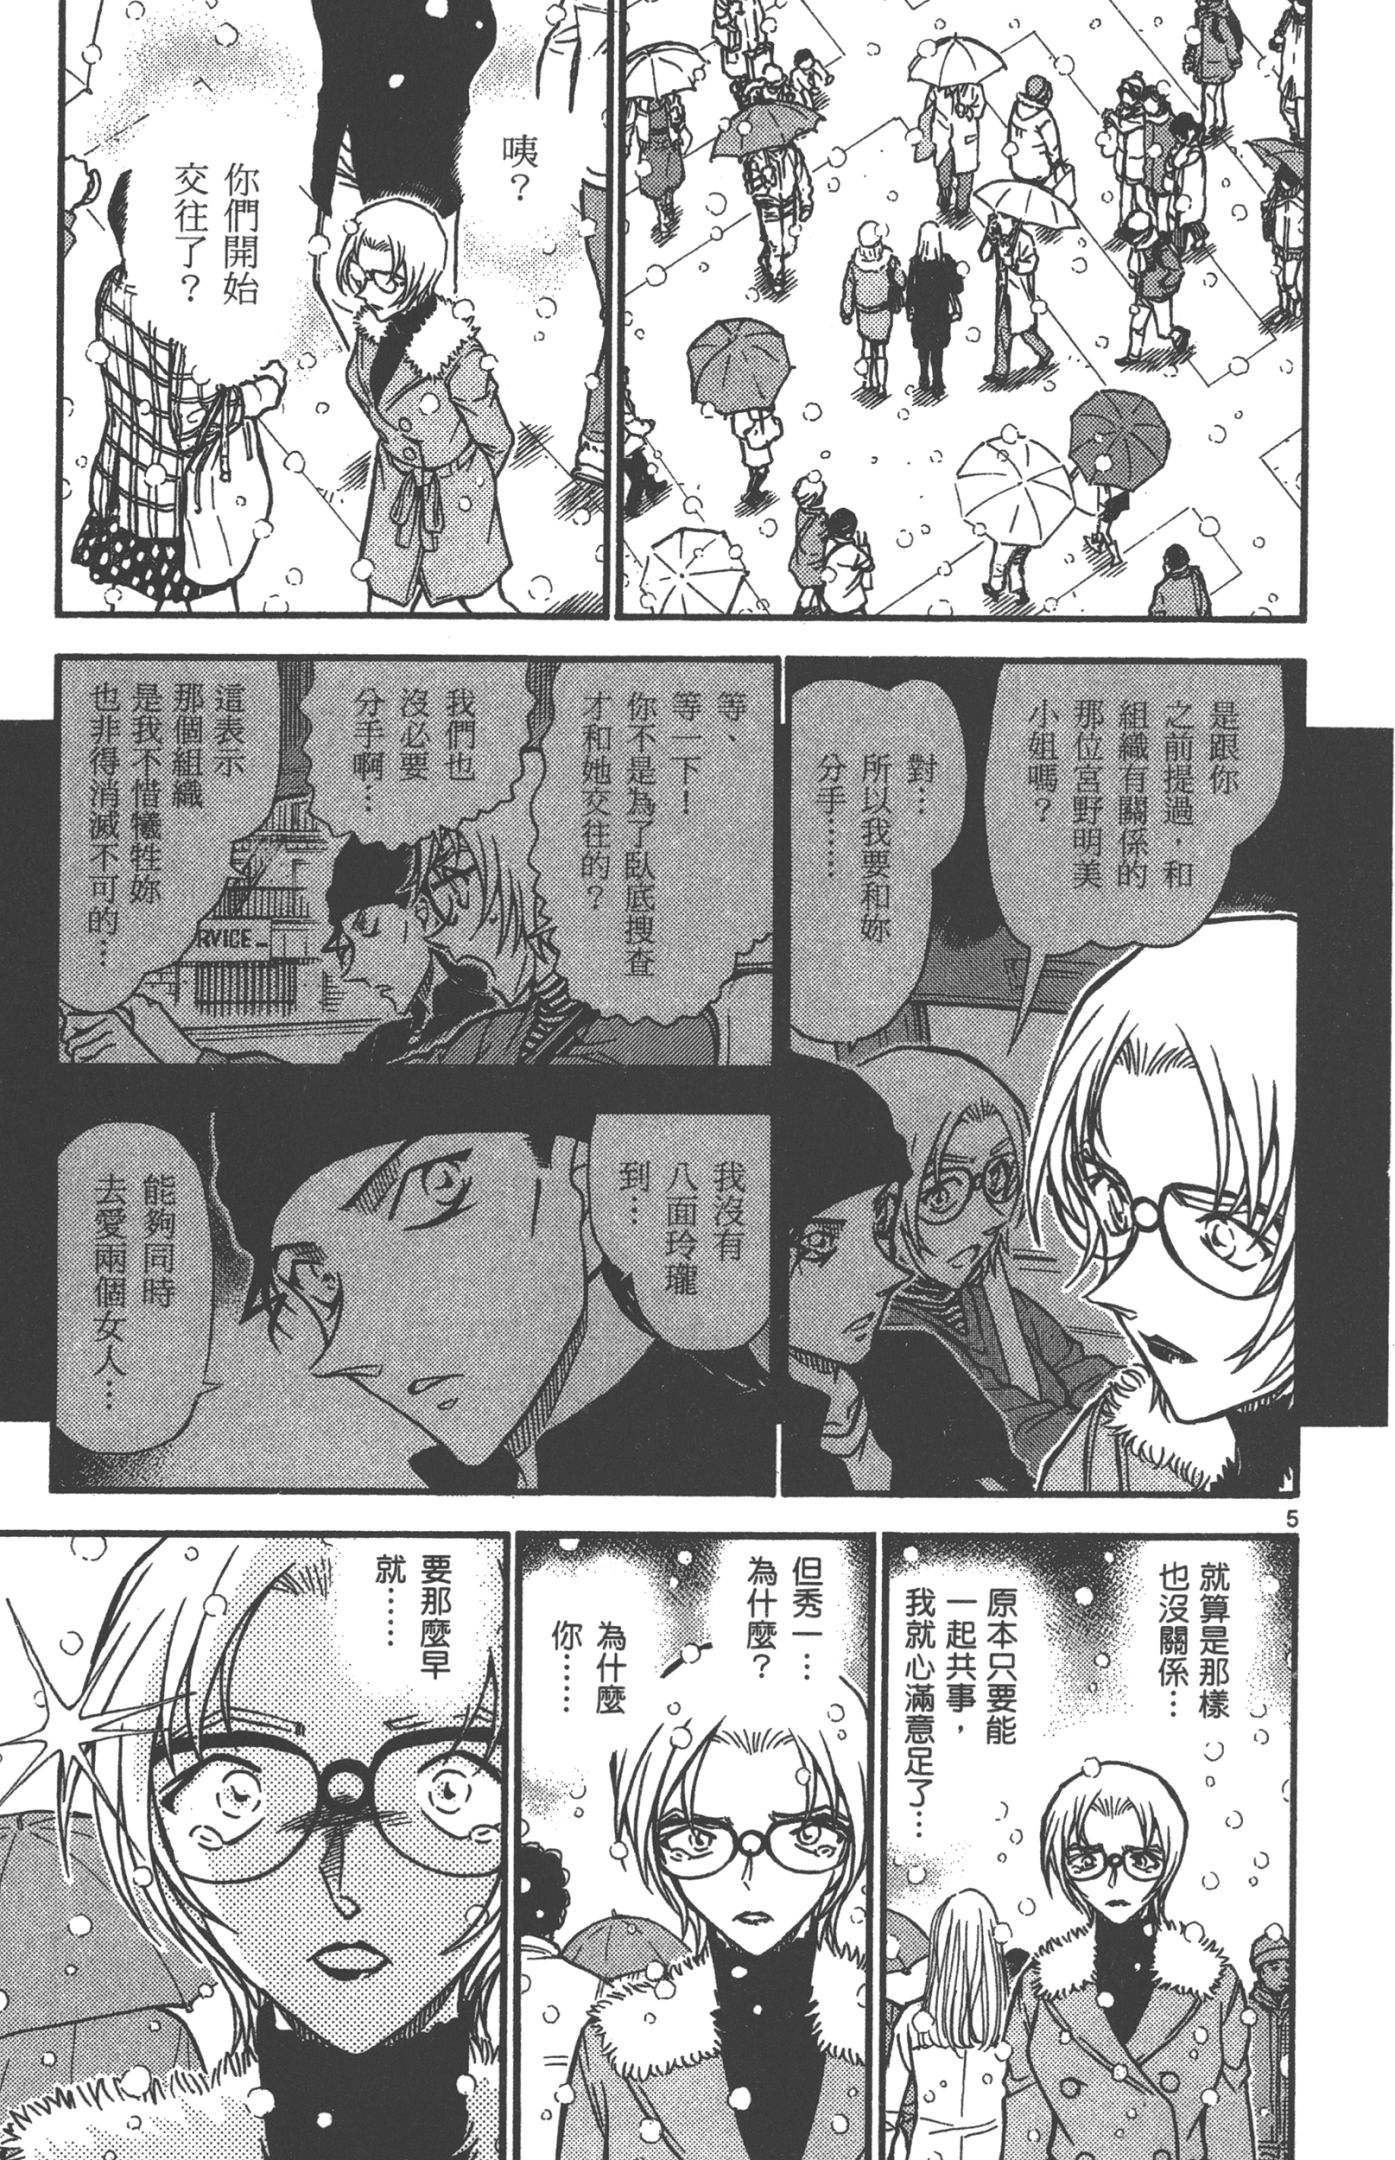 咦？
你們開始
交往了？
是跟你
之前提過，和
組織有關係的
那位宮野明美
小姐嗎？
對…
所以我要和妳
分手……
等、
等一下！
你不是為了臥底搜查
才和她交往的？
我們也
沒必要
分手啊…
這表示
那個組織
是我不惜犧牲妳
也非得消滅不可的…
RVICE
我沒有
八面玲瓏
到…
能夠同時
去愛兩個女人…
5
就算是那樣
也沒關係…
原本只要能
一起共事，
我就心滿意足了…
但秀一…
為什麼？
為什麼
你……
要那麼早
就……